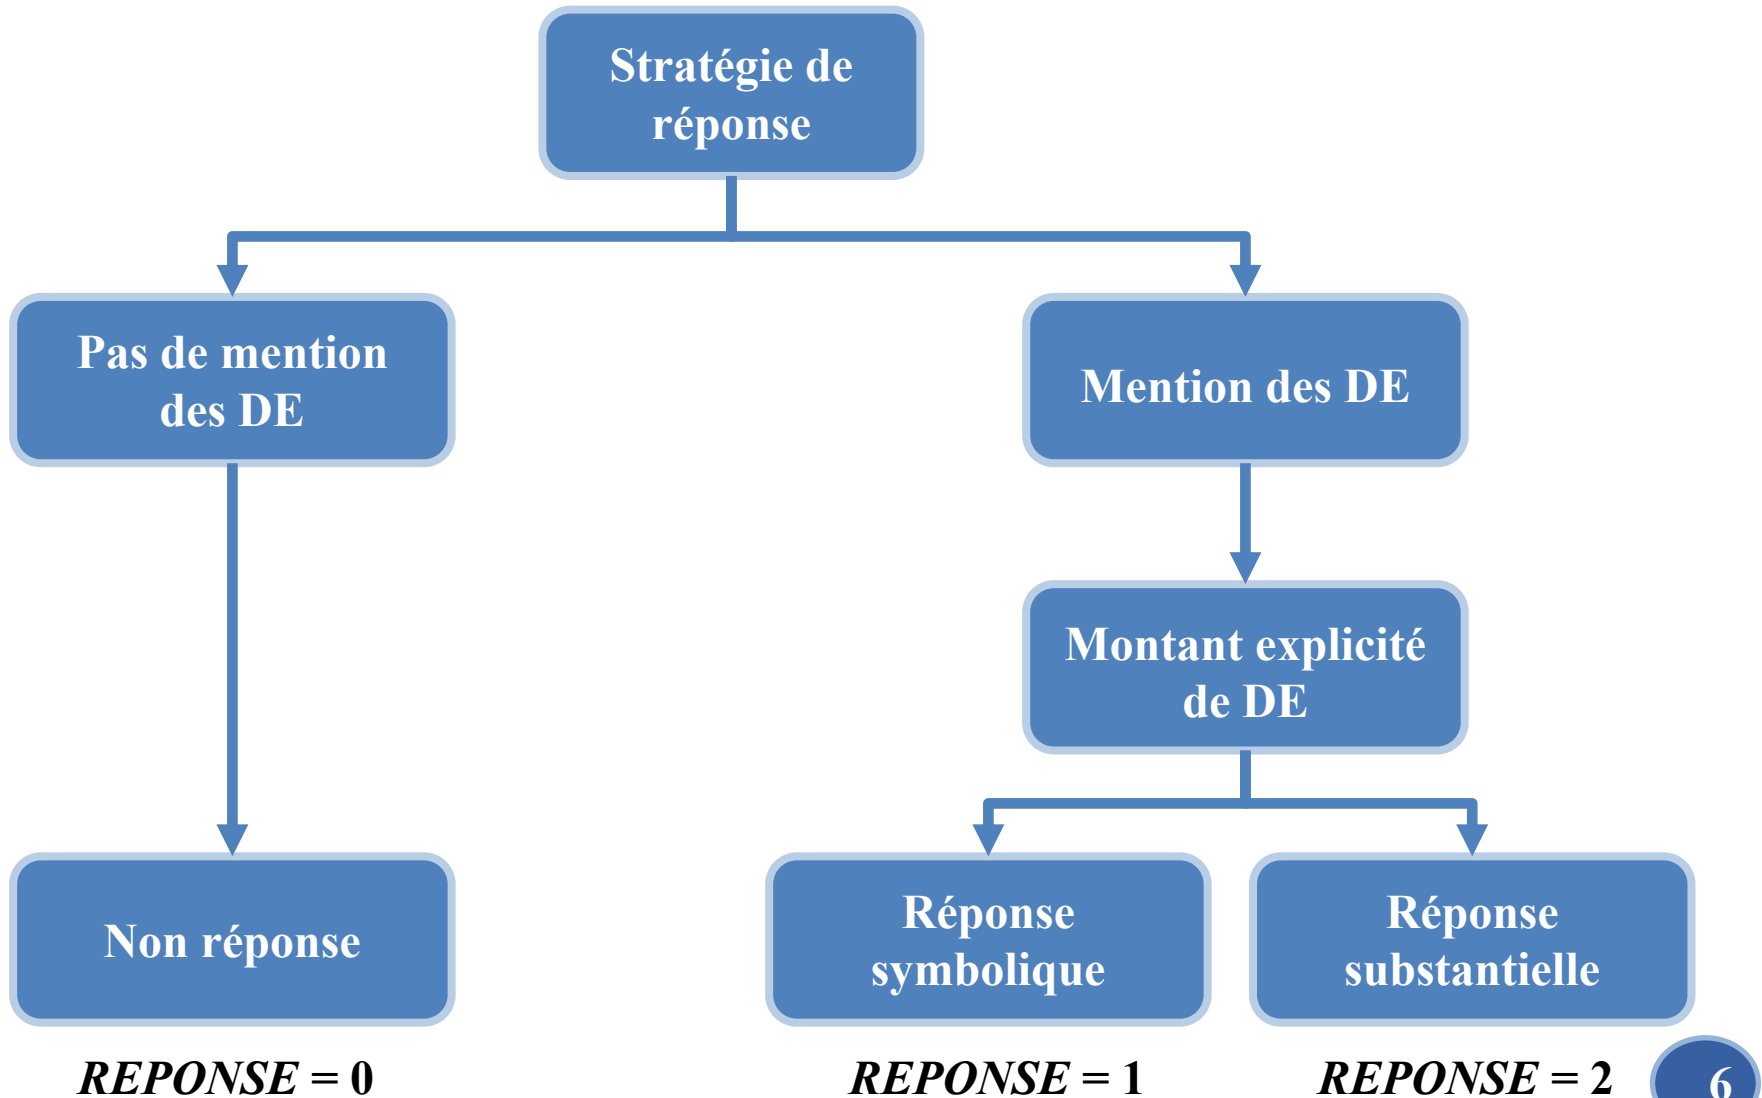 Stratégie de
réponse
Pas de mention
des DE
Mention des DE
Montant explicité
de DE
Non réponse
Réponse
symbolique
Réponse
substantielle
REPONSE = 0
REPONSE = 1
REPONSE = 2
6